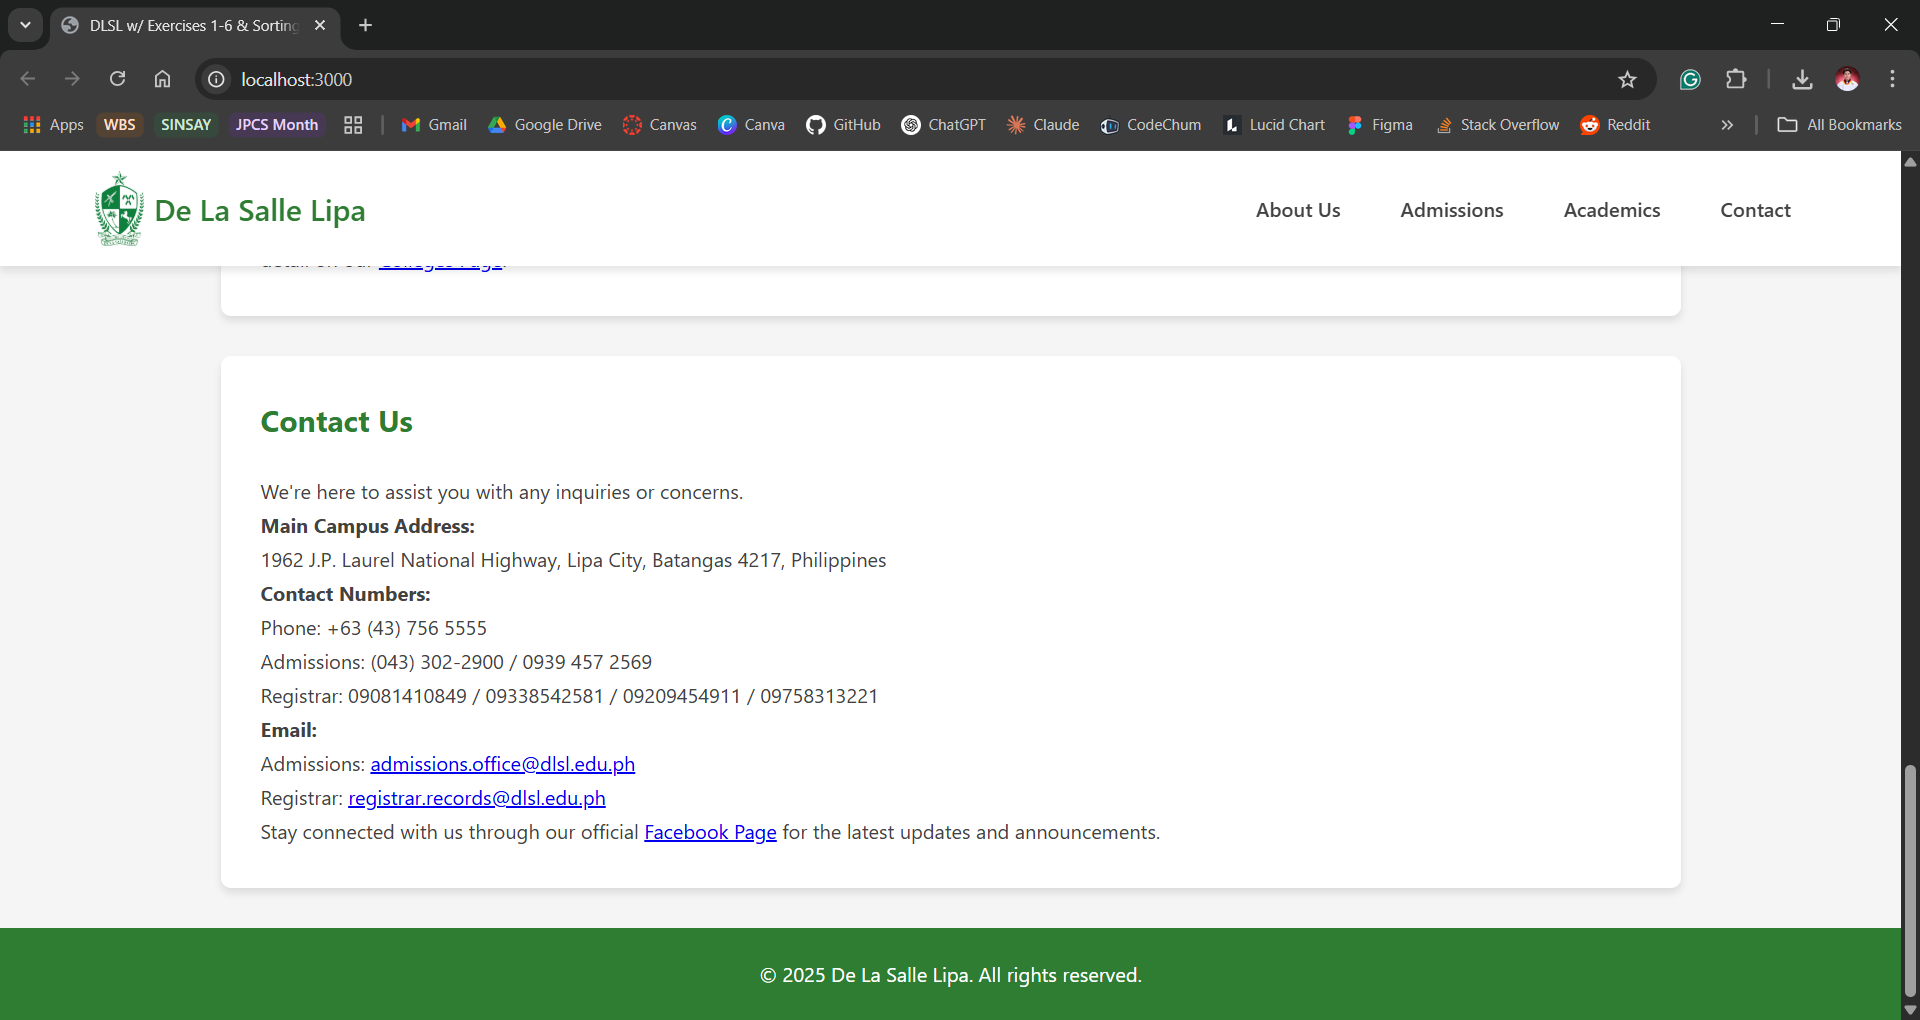 DLSL w/ Exercises 1-6 & Sorting
localhost:3000
Apps WBS SINSAY JPCS Month Gmail Google Drive Canvas Canva GitHub ChatGPT Claude CodeChum Lucid Chart Figma Stack Overflow Reddit » All Bookmarks
De La Salle Lipa
About Us Admissions Academics Contact
detail on our Colleges Page.
Contact Us
We're here to assist you with any inquiries or concerns.
Main Campus Address:
1962 J.P. Laurel National Highway, Lipa City, Batangas 4217, Philippines
Contact Numbers:
Phone: +63 (43) 756 5555
Admissions: (043) 302-2900 / 0939 457 2569
Registrar: 09081410849 / 09338542581 / 09209454911 / 09758313221
Email:
Admissions: admissions.office@dlsl.edu.ph
Registrar: registrar.records@dlsl.edu.ph
Stay connected with us through our official Facebook Page for the latest updates and announcements.
© 2025 De La Salle Lipa. All rights reserved.